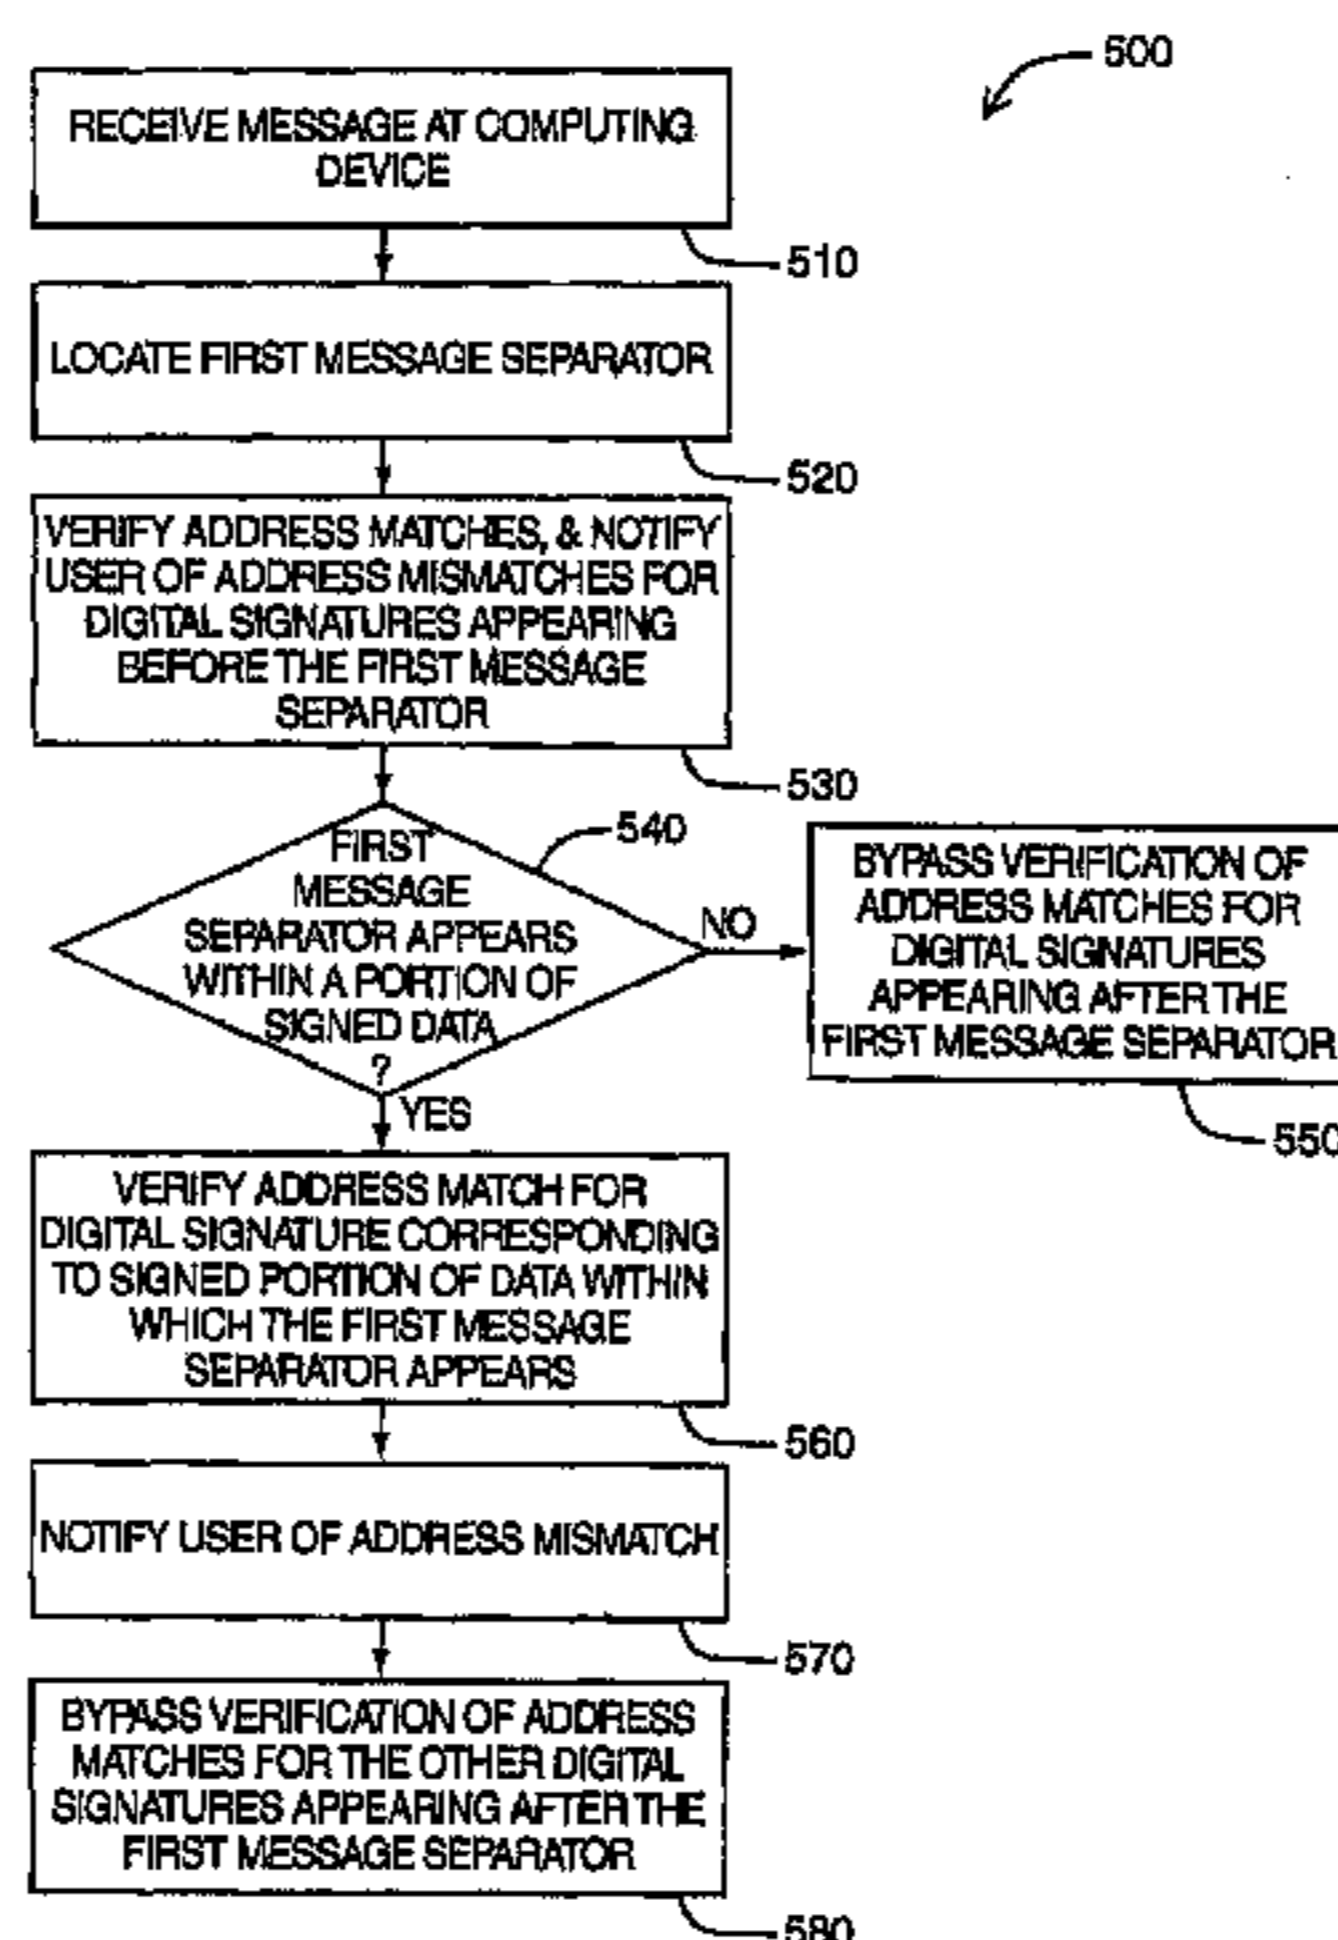 500
RECEIVE MESSAGE AT COMPUTING
DEVICE
510
LOCATE FIRST MESSAGE SEPARATOR
520
VERIFY ADDRESS MATCHES, & NOTIFY
USER OF ADDRESS MISMATCHES FOR
DIGITAL SIGNATURES APPEARING
BEFORE THE FIRST MESSAGE
SEPARATOR
530
FIRST
MESSAGE
SEPARATOR APPEARS
WITHIN A PORTION OF
SIGNED DATA
?
540
NO
BYPASS VERIFICATION OF
ADDRESS MATCHES FOR
DIGITAL SIGNATURES
APPEARING AFTER THE
FIRST MESSAGE SEPARATOR
550
YES
VERIFY ADDRESS MATCH FOR
DIGITAL SIGNATURE CORRESPONDING
TO SIGNED PORTION OF DATA WITHIN
WHICH THE FIRST MESSAGE
SEPARATOR APPEARS
560
NOTIFY USER OF ADDRESS MISMATCH
570
BYPASS VERIFICATION OF ADDRESS
MATCHES FOR THE OTHER DIGITAL
SIGNATURES APPEARING AFTER THE
FIRST MESSAGE SEPARATOR
580